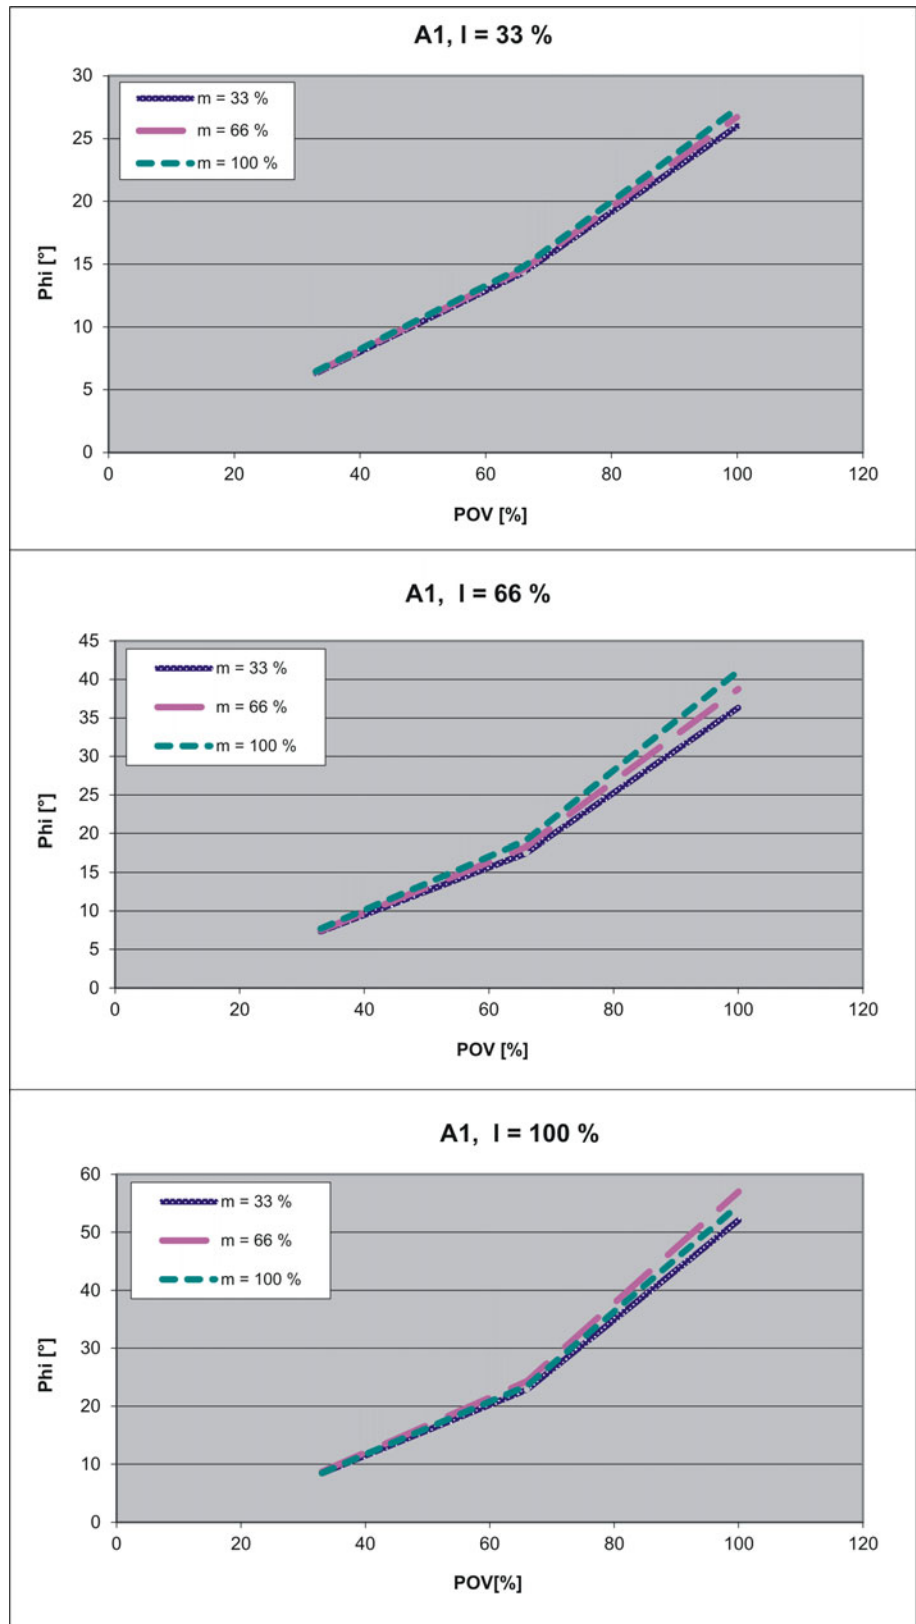 A1, I = 33 %
30
25
20
15
10
5
0
m = 33 %
m = 66 %
m = 100 %
Phi [°]
0 20 40 60 80 100 120
POV [%]
A1, I = 66 %
45
40
35
30
25
20
15
10
5
0
m = 33 %
m = 66 %
m = 100 %
Phi [°]
0 20 40 60 80 100 120
POV [%]
A1, I = 100 %
60
50
40
30
20
10
0
m = 33 %
m = 66 %
m = 100 %
Phi [°]
0 20 40 60 80 100 120
POV[%]